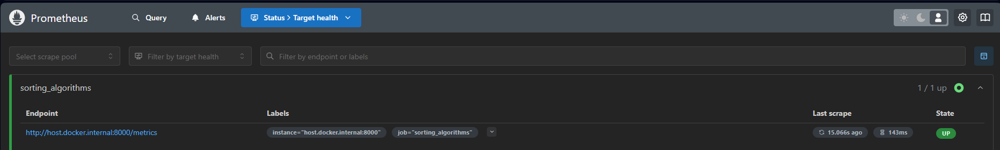 Prometheus Query Alerts Status > Target health
Select scrape pool Filter by target health Filter by endpoint or labels
sorting_algorithms 1 / 1 up
Endpoint Labels Last scrape State
http://host.docker.internal:8000/metrics instance="host.docker.internal:8000" job="sorting_algorithms" 15.066s ago 143ms UP